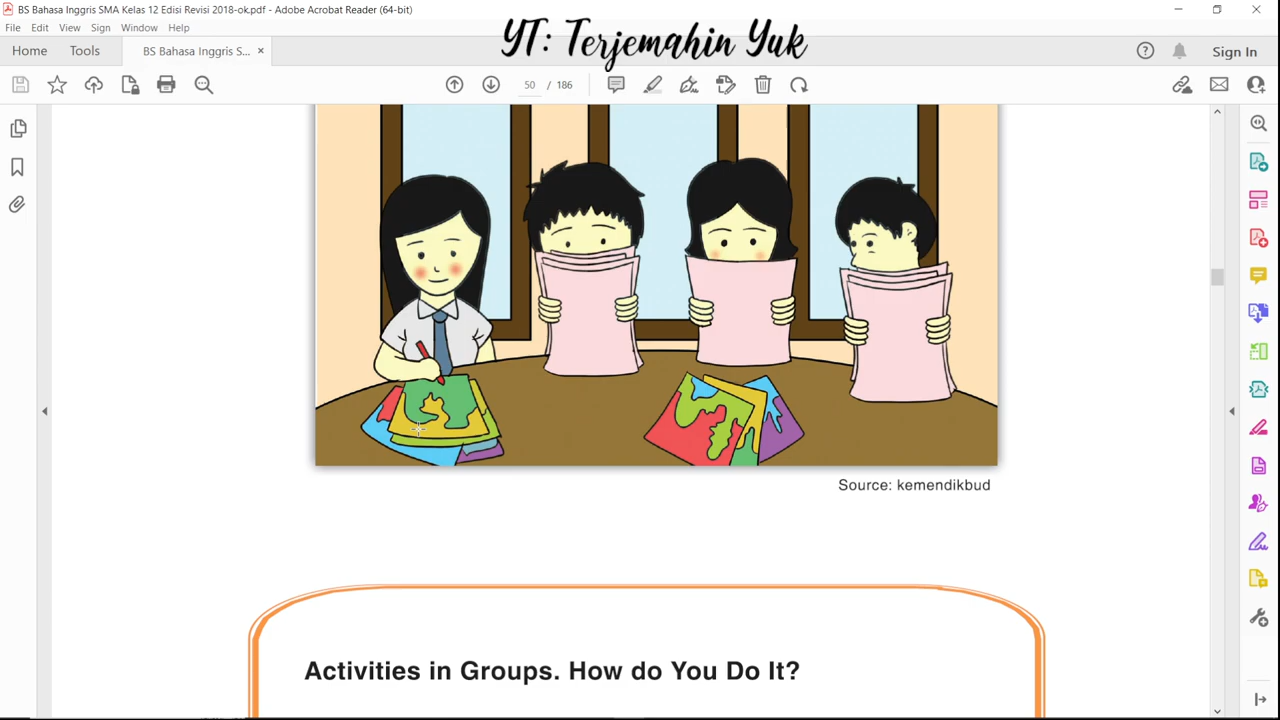 BS Bahasa Inggris SMA Kelas 12 Edisi Revisi 2018-ok.pdf - Adobe Acrobat Reader (64-bit)
YT: Terjemahin Yuk
File Edit View Sign Window Help
Home Tools BS Bahasa Inggris S... × Sign In
50 / 186
Source: kemendikbud
Activities in Groups. How do You Do It?